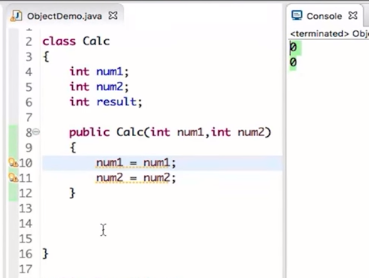 ObjectDemo.java
Console
<terminated> Obje
0
0
1
2 class Calc
3 {
4 int num1;
5 int num2;
6 int result;
7
8 public Calc(int num1,int num2)
9 {
10 num1 = num1;
11 num2 = num2;
12 }
13
14
15
16 }
17